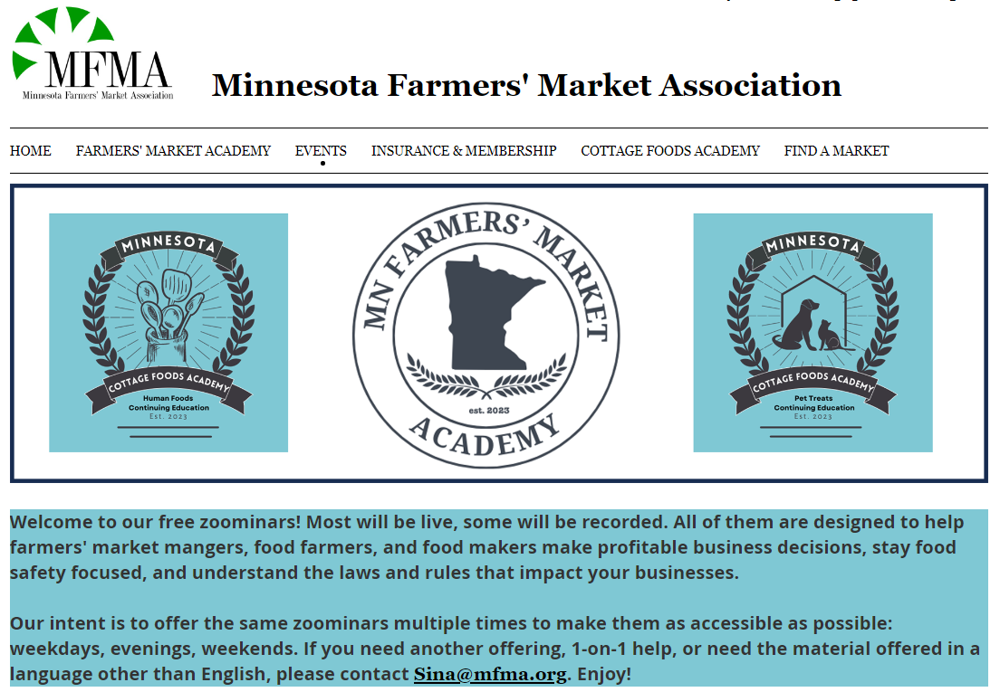 MFMA
Minnesota Farmers' Market Association
Minnesota Farmers' Market Association
HOME FARMERS' MARKET ACADEMY EVENTS INSURANCE & MEMBERSHIP COTTAGE FOODS ACADEMY FIND A MARKET
MINNESOTA
COTTAGE FOODS ACADEMY
Human Foods
Continuing Education
Est. 2023
MN FARMERS' MARKET
est. 2023
ACADEMY
MINNESOTA
COTTAGE FOODS ACADEMY
Pet Treats
Continuing Education
Est. 2023
Welcome to our free zoominars! Most will be live, some will be recorded. All of them are designed to help
farmers' market mangers, food farmers, and food makers make profitable business decisions, stay food
safety focused, and understand the laws and rules that impact your businesses.
Our intent is to offer the same zoominars multiple times to make them as accessible as possible:
weekdays, evenings, weekends. If you need another offering, 1-on-1 help, or need the material offered in a
language other than English, please contact Sina@mfma.org. Enjoy!